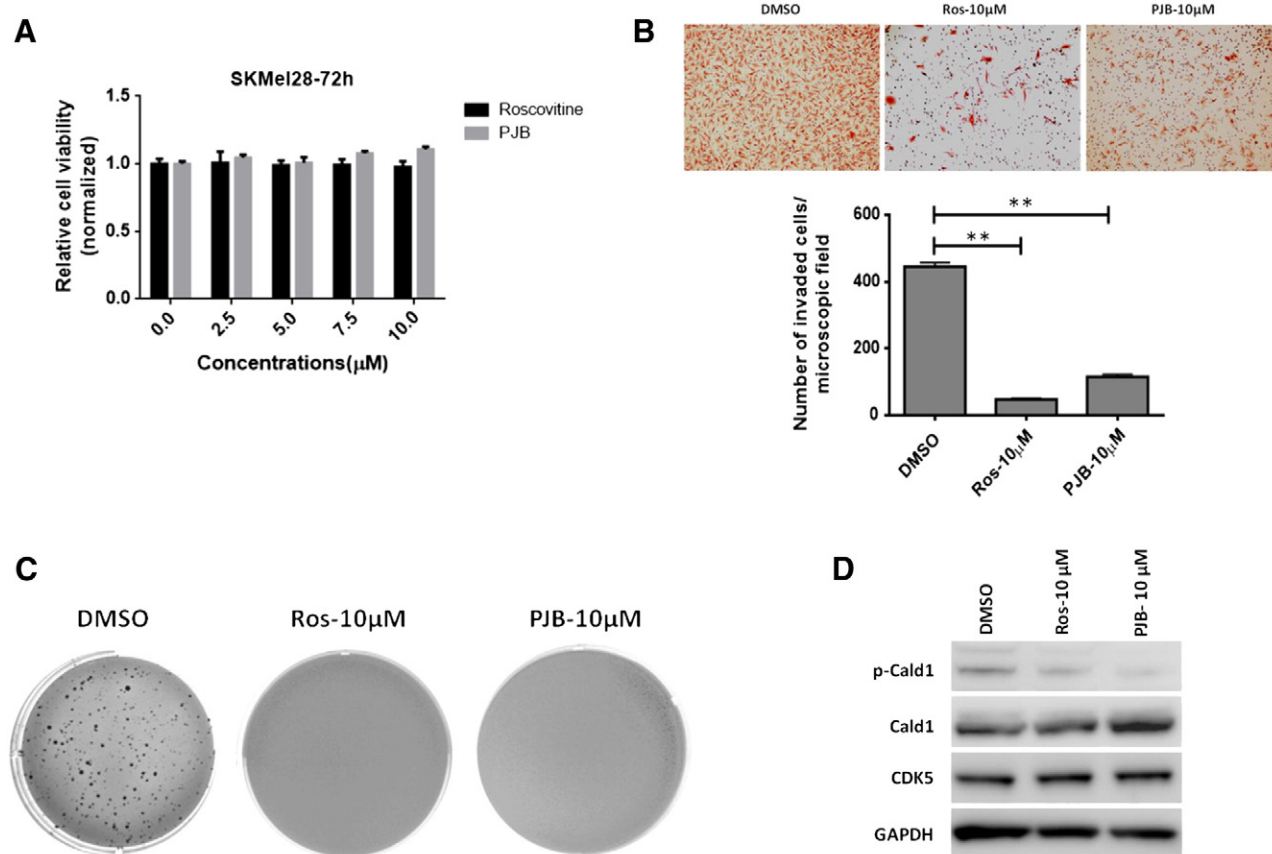 A
SKMel28-72h
Relative cell viability
(normalized)
1.5
1.0
0.5
0.0
0.0
2.5
5.0
7.5
10.0
Concentrations(μM)
Roscovitine
PJB
B
DMSO
Ros-10μM
PJB-10μM
Number of invaded cells/
microscopic field
600
400
200
0
**
**
DMSO
Ros-10μM
PJB-10μM
C
DMSO
Ros-10μM
PJB-10μM
D
DMSO
Ros-10 μM
PJB- 10 μM
p-Cald1
Cald1
CDK5
GAPDH